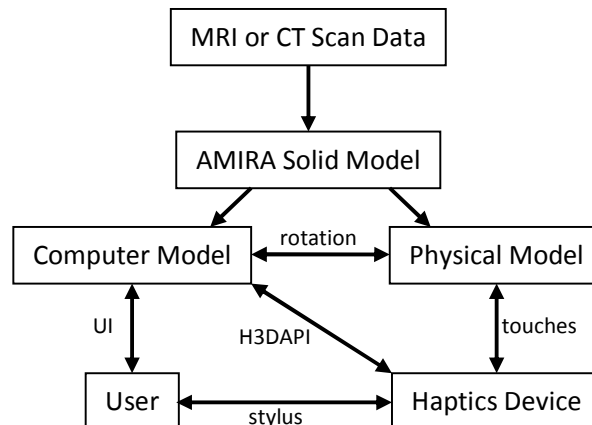 MRI or CT Scan Data
AMIRA Solid Model
Computer Model
rotation
Physical Model
UI
H3DAPI
touches
User
stylus
Haptics Device